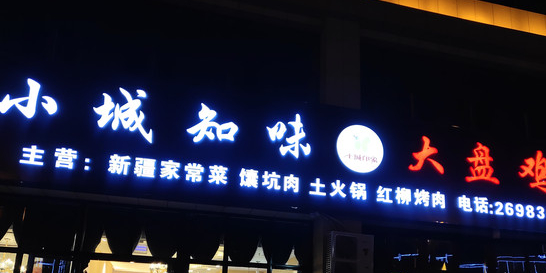 小城知味 大盘鸡
主营：新疆家常菜 馕坑肉 土火锅 红柳烤肉 电话:26983